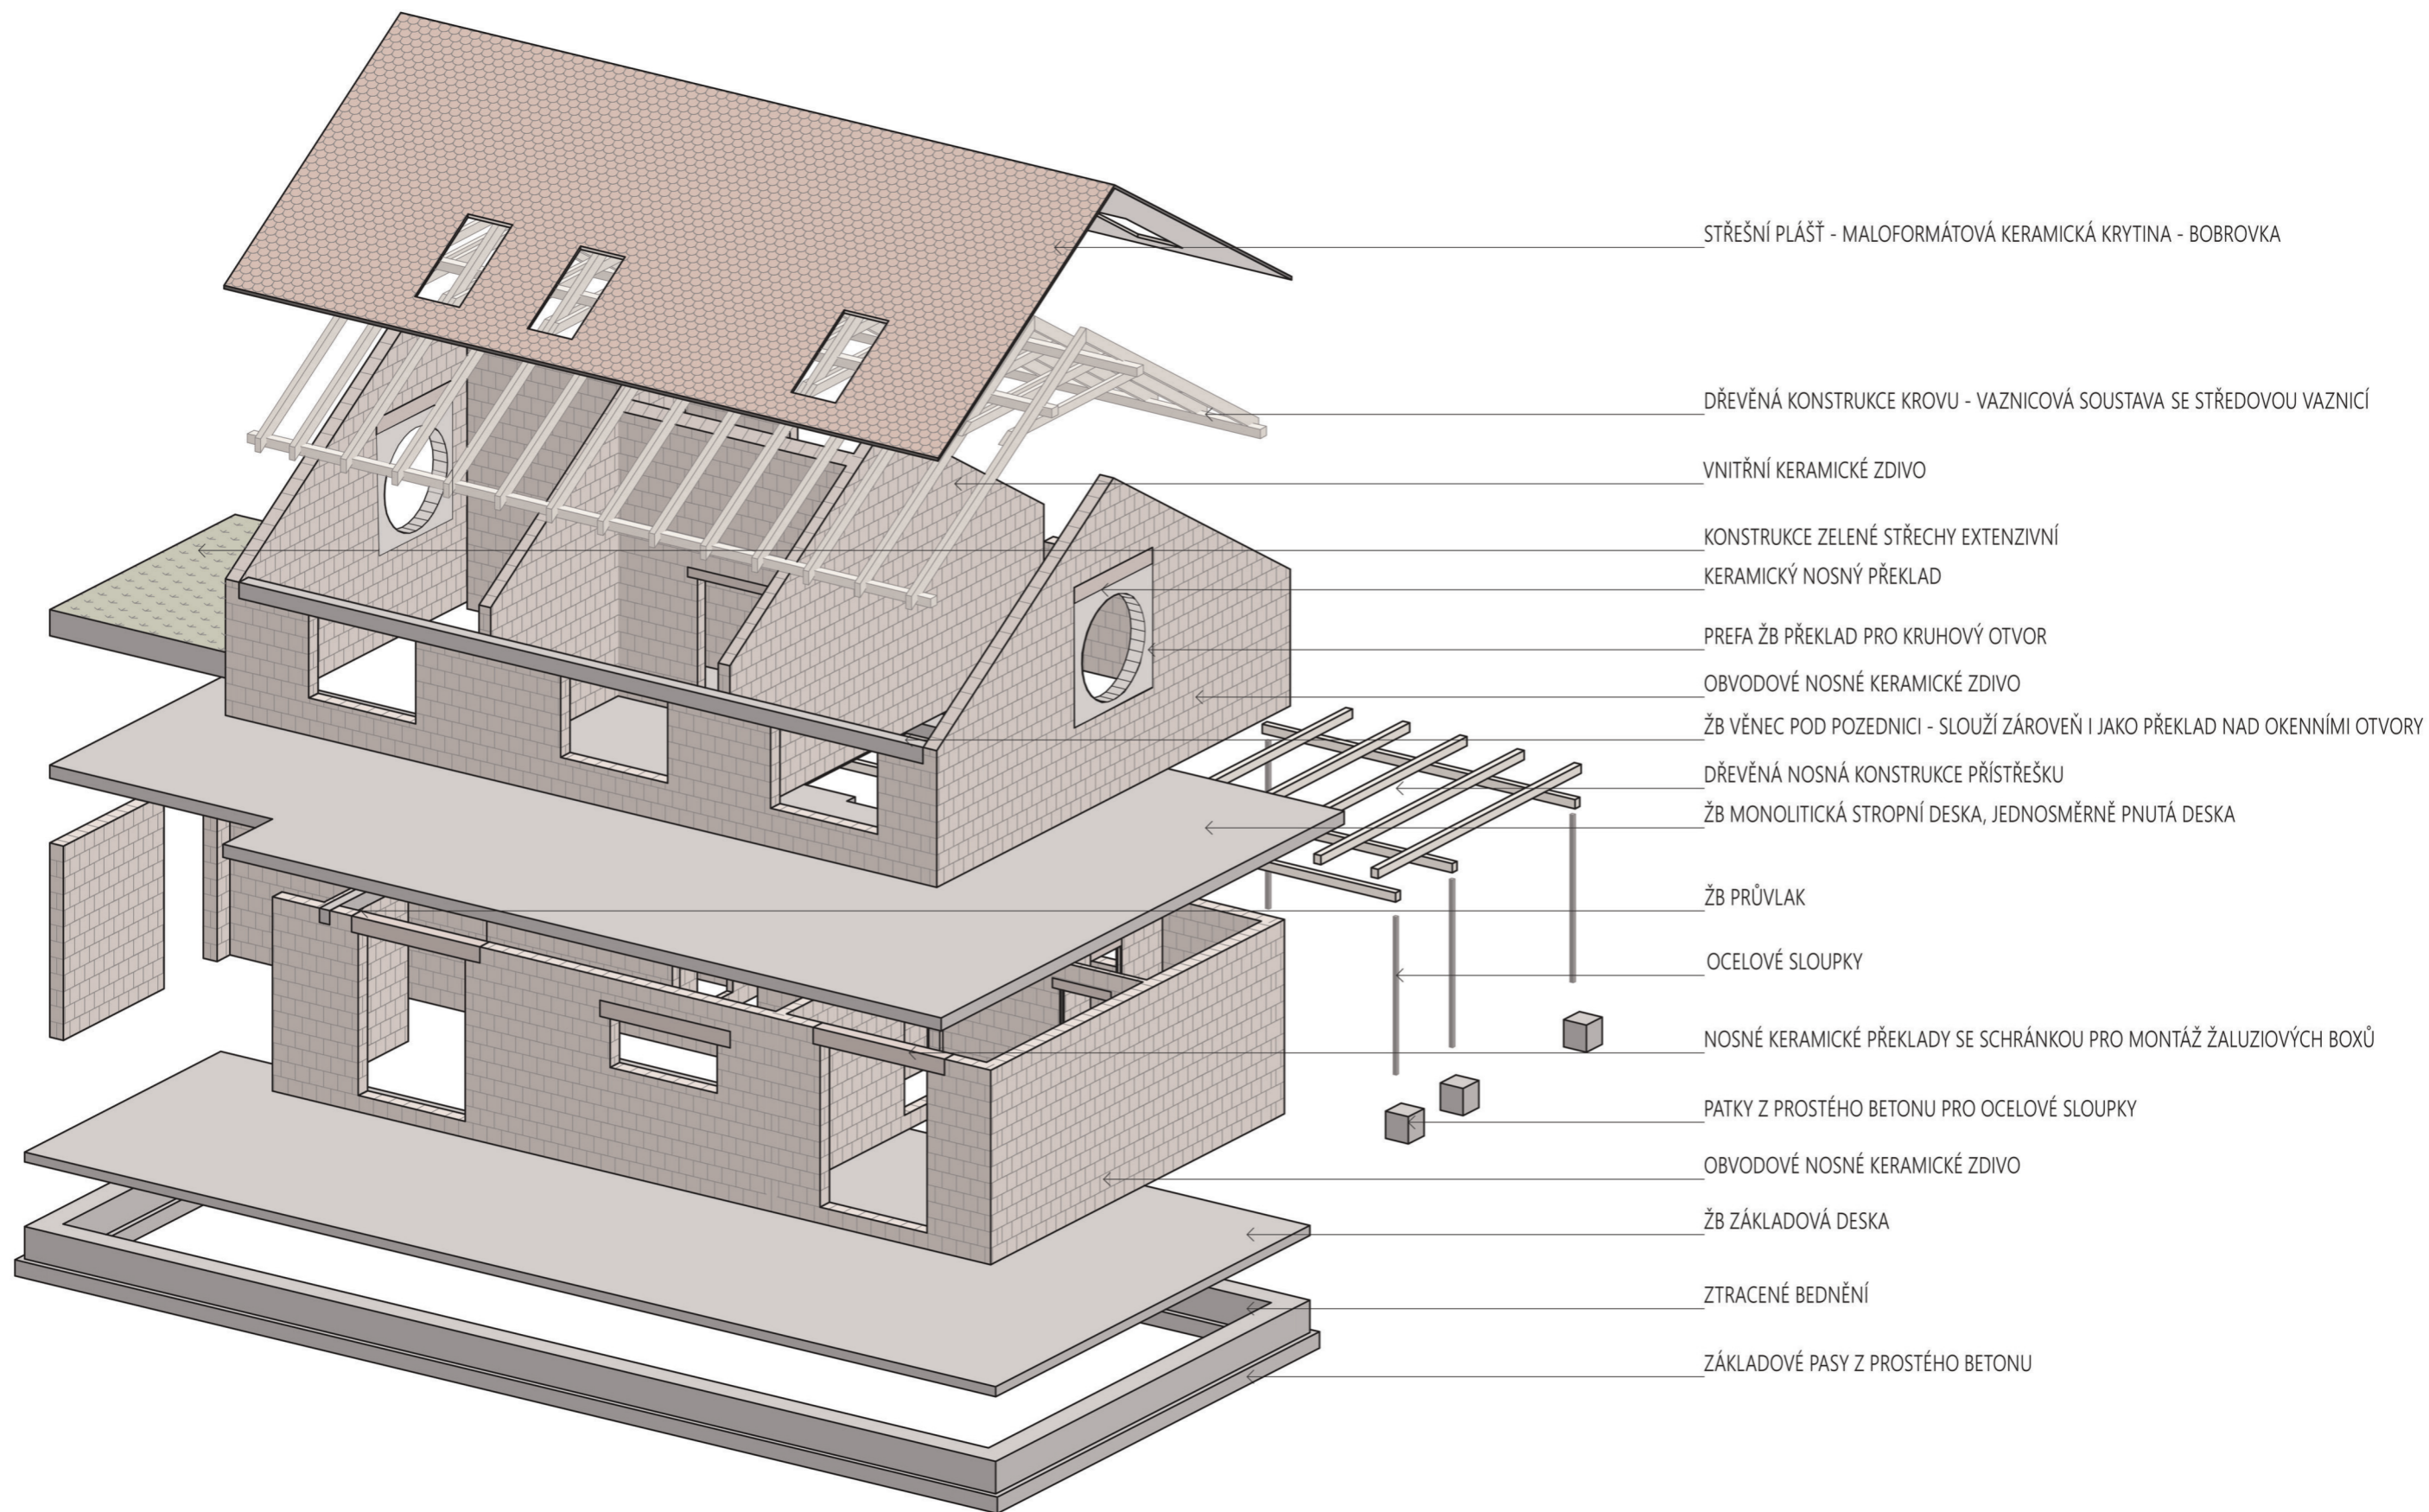 STŘEŠNÍ PLÁŠŤ - MALOFORMÁTOVÁ KERAMICKÁ KRYTINA - BOBROVKA
DŘEVĚNÁ KONSTRUKCE KROVU - VAZNICOVÁ SOUSTAVA SE STŘEDOVOU VAZNICÍ
VNITŘNÍ KERAMICKÉ ZDIVO
KONSTRUKCE ZELENÉ STŘECHY EXTENZIVNÍ
KERAMICKÝ NOSNÝ PŘEKLAD
PREFA ŽB PŘEKLAD PRO KRUHOVÝ OTVOR
OBVODOVÉ NOSNÉ KERAMICKÉ ZDIVO
ŽB VĚNEC POD POZEDNICI - SLOUŽÍ ZÁROVEŇ I JAKO PŘEKLAD NAD OKENNÍMI OTVORY
DŘEVĚNÁ NOSNÁ KONSTRUKCE PŘÍSTŘEŠKU
ŽB MONOLITICKÁ STROPNÍ DESKA, JEDNOSMĚRNĚ PNUTÁ DESKA
ŽB PRŮVLAK
OCELOVÉ SLOUPKY
NOSNÉ KERAMICKÉ PŘEKLADY SE SCHRÁNKOU PRO MONTÁŽ ŽALUZIOVÝCH BOXŮ
PATKY Z PROSTÉHO BETONU PRO OCELOVÉ SLOUPKY
OBVODOVÉ NOSNÉ KERAMICKÉ ZDIVO
ŽB ZÁKLADOVÁ DESKA
ZTRACENÉ BEDNĚNÍ
ZÁKLADOVÉ PASY Z PROSTÉHO BETONU